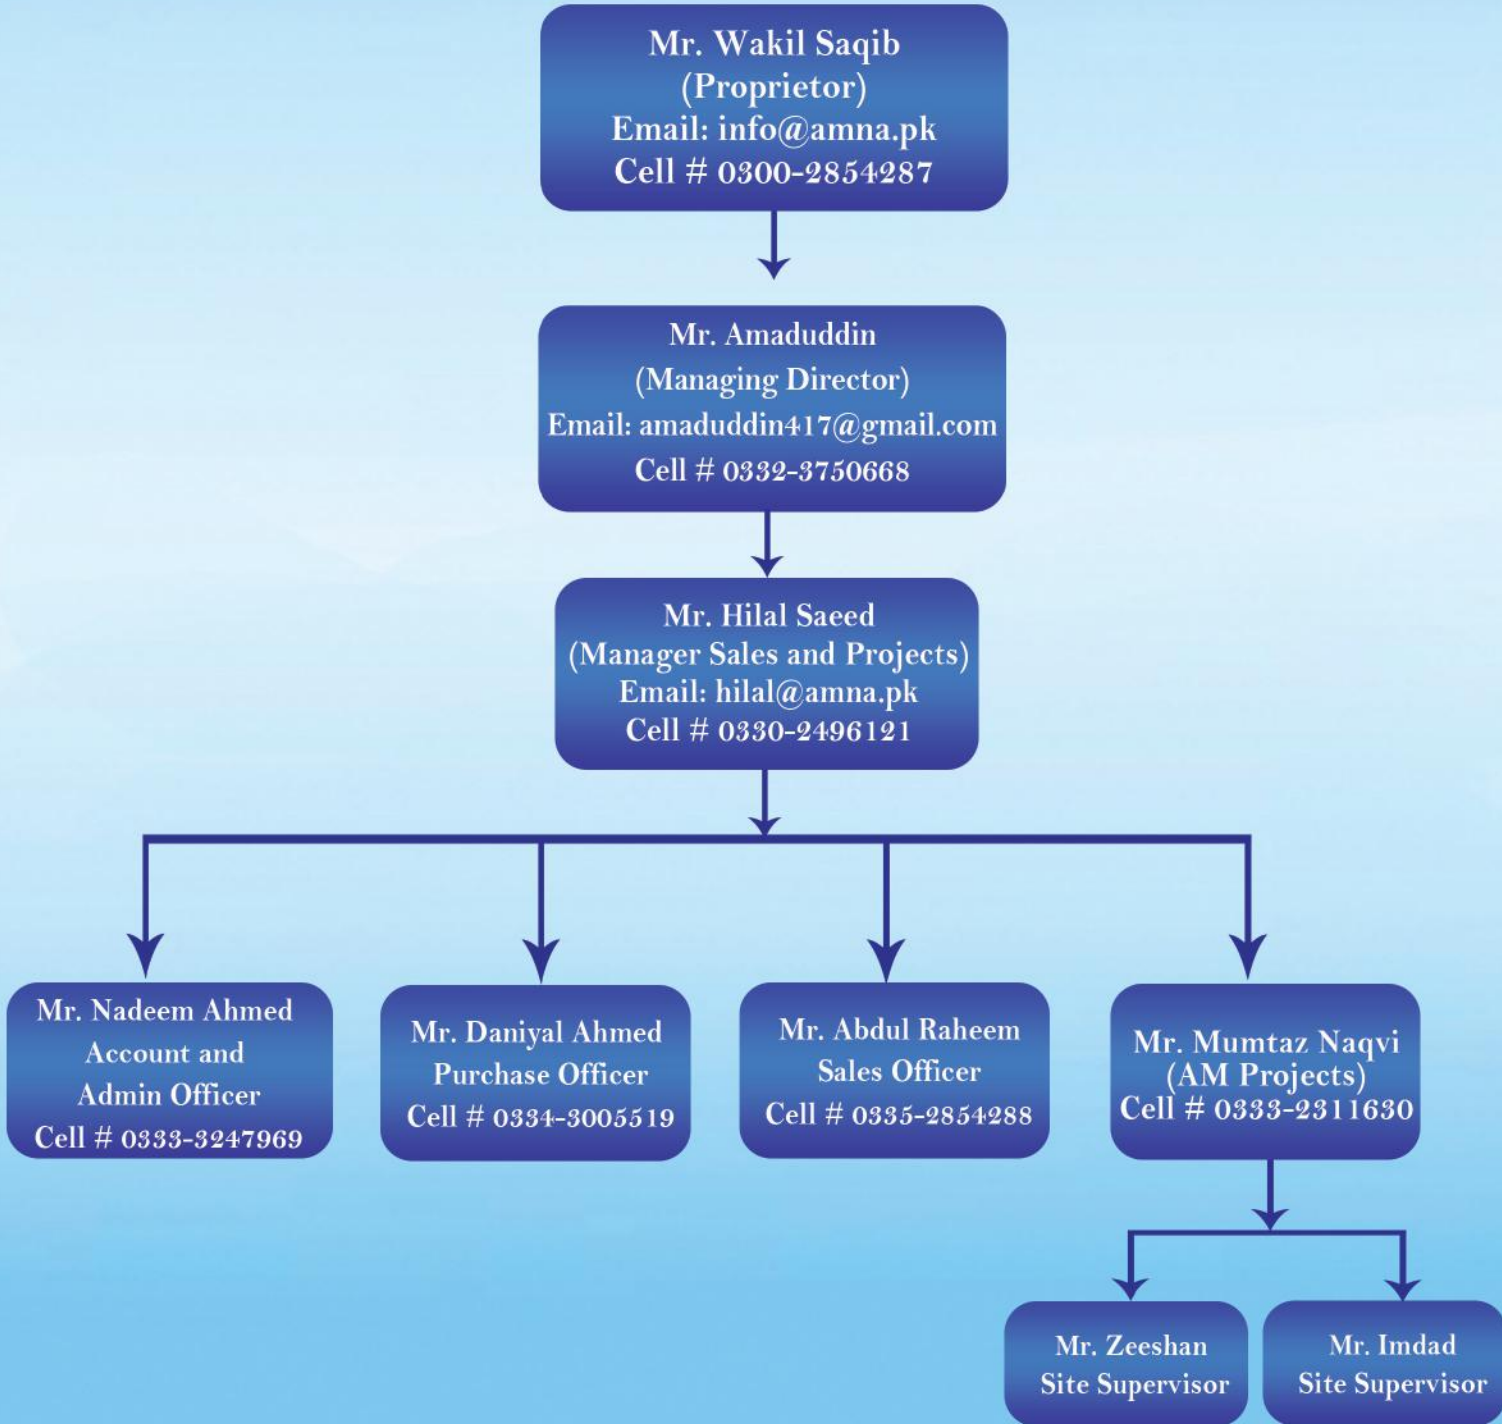 Mr. Wakil Saqib
(Proprietor)
Email: info@amna.pk
Cell # 0300-2854287
Mr. Amaduddin
(Managing Director)
Email: amaduddin417@gmail.com
Cell # 0332-3750668
Mr. Hilal Saeed
(Manager Sales and Projects)
Email: hilal@amna.pk
Cell # 0330-2496121
Mr. Nadeem Ahmed
Account and
Admin Officer
Cell # 0333-3247969
Mr. Daniyal Ahmed
Purchase Officer
Cell # 0334-3005519
Mr. Abdul Raheem
Sales Officer
Cell # 0335-2854288
Mr. Mumtaz Naqvi
(AM Projects)
Cell # 0333-2311630
Mr. Zeeshan
Site Supervisor
Mr. Imdad
Site Supervisor